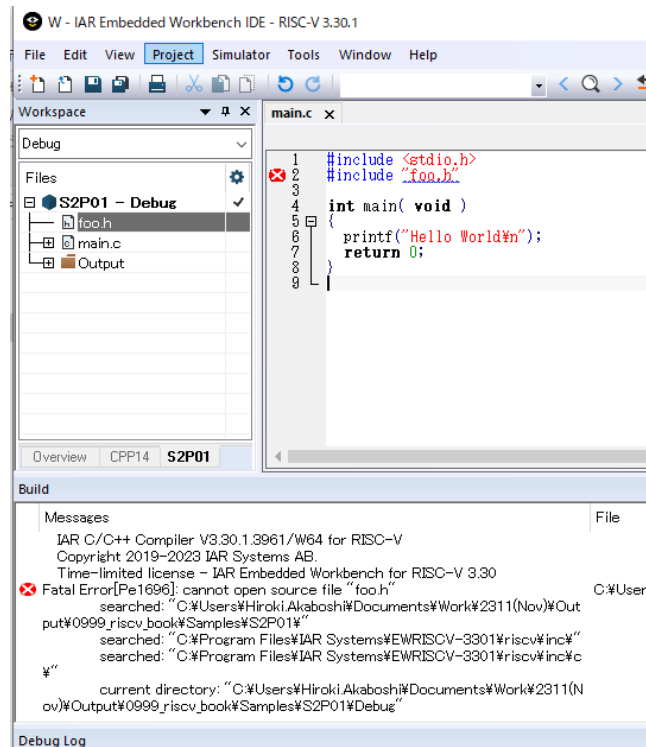 W - IAR Embedded Workbench IDE - RISC-V 3.30.1
File Edit View Project Simulator Tools Window Help
Workspace
main.c
Debug
Files
S2P01 - Debug
foo.h
main.c
Output
1 #include <stdio.h>
2 #include "foo.h"
3
4 int main( void )
5 {
6 printf("Hello World¥n");
7 return 0;
8 }
9
Overview CPP14 S2P01
Build
Messages File
IAR C/C++ Compiler V3.30.1.3961/W64 for RISC-V
Copyright 2019-2023 IAR Systems AB.
Time-limited license - IAR Embedded Workbench for RISC-V 3.30
Fatal Error[Pe1696]: cannot open source file "foo.h" C:¥User
searched: "C:¥Users¥Hiroki.Akaboshi¥Documents¥Work¥2311(Nov)¥Out
put¥0999_riscv_book¥Samples¥S2P01¥"
searched: "C:¥Program Files¥IAR Systems¥EWRISCV-3301¥riscv¥inc¥"
searched: "C:¥Program Files¥IAR Systems¥EWRISCV-3301¥riscv¥inc¥c
¥"
current directory: "C:¥Users¥Hiroki.Akaboshi¥Documents¥Work¥2311(N
ov)¥Output¥0999_riscv_book¥Samples¥S2P01¥Debug"
Debug Log